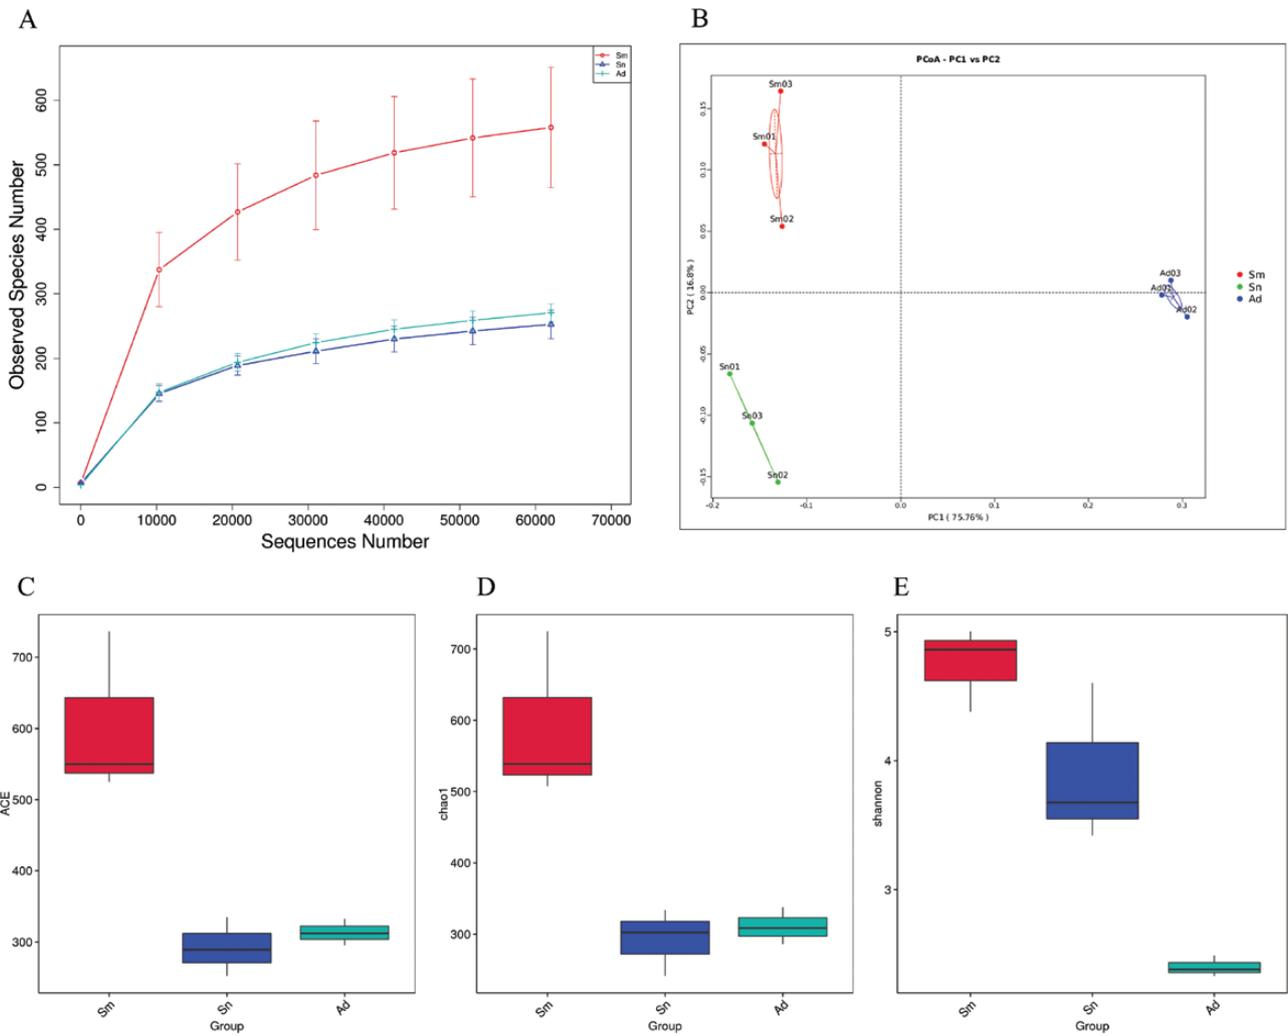 A
Sm
Sn
Ad
Observed Species Number
600
500
400
300
200
100
0
0 10000 20000 30000 40000 50000 60000 70000
Sequences Number
B
PCoA - PC1 vs PC2
Sm03
Sm01
Sm02
Ad03
Ad01
Ad02
Sn01
Sn03
Sn02
PC2 ( 16.8% )
0.15
0.10
0.05
0.00
-0.05
-0.10
-0.15
-0.2 -0.1 0.0 0.1 0.2 0.3
PC1 ( 75.76% )
Sm
Sn
Ad
C
ACE
700
600
500
400
300
Sm Sn Ad
Group
D
chao1
700
600
500
400
300
Sm Sn Ad
Group
E
shannon
5
4
3
Sm Sn Ad
Group